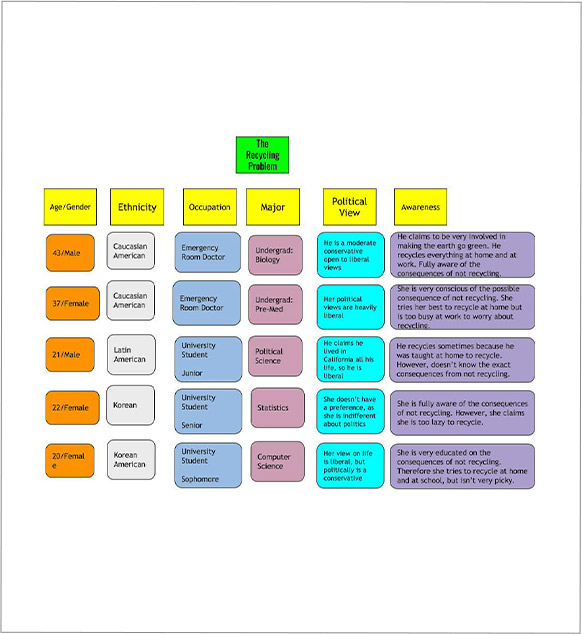 The
Recycling
Problem
Age/Gender
Ethnicity
Occupation
Major
Political
View
Awareness
43/Male
Caucasian
American
Emergency
Room Doctor
Undergrad:
Biology
He is a moderate
conservative
open to liberal
views
He claims to be very involved in
making the earth go green. He
recycles everything at home and at
work. Fully aware of the
consequences of not recycling.
37/Female
Caucasian
American
Emergency
Room Doctor
Undergrad:
Pre-Med
Her political
views are heavily
liberal
She is very conscious of the possible
consequence of not recycling. She
tries her best to recycle at home but
is too busy at work to worry about
recycling.
21/Male
Latin
American
University
Student
Junior
Political
Science
He claims he
lived in
California all his
life, so he is
liberal
He recycles sometimes because he
was taught at home to recycle.
However, doesn't know the exact
consequences from not recycling.
22/Female
Korean
University
Student
Senior
Statistics
She doesn't have
a preference, as
she is indifferent
about politics
She is fully aware of the consequences
of not recycling. However, she claims
she is too lazy to recycle.
20/Femal
e
Korean
American
University
Student
Sophomore
Computer
Science
Her view on life
is liberal, but
politically is a
conservative
She is very educated on the
consequences of not recycling.
Therefore she tries to recycle at home
and at school, but isn't very picky.